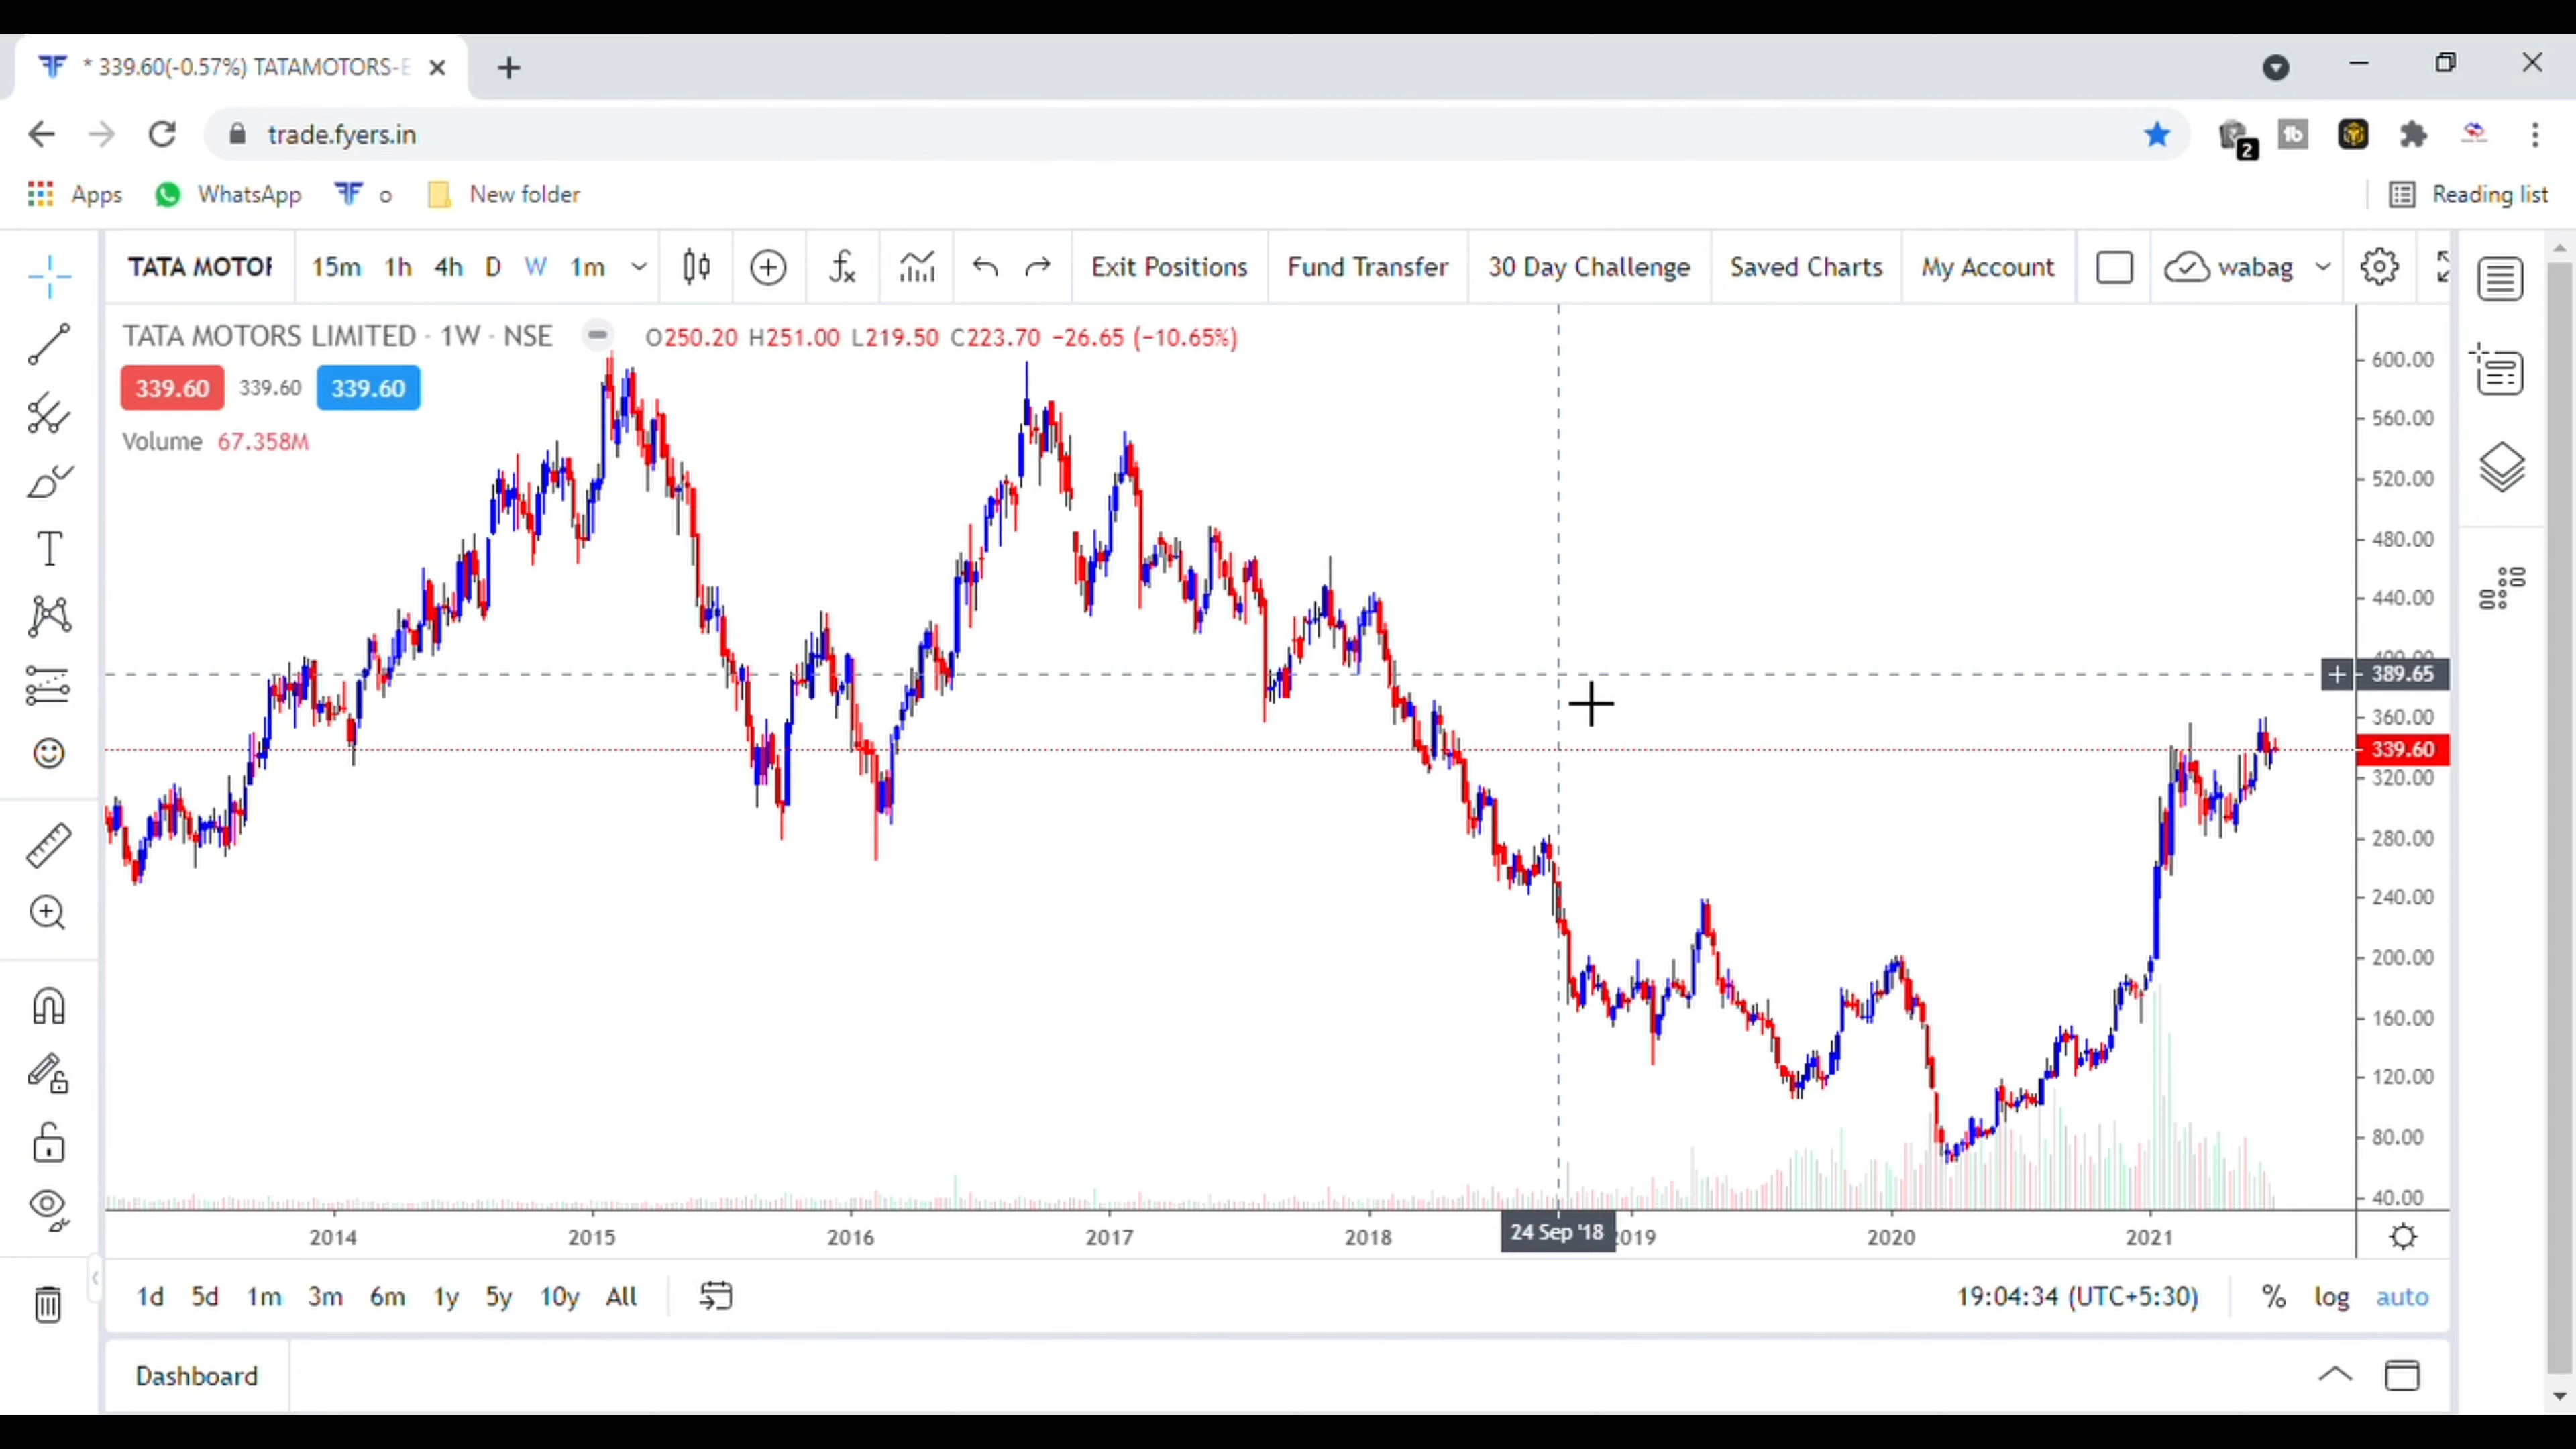 * 339.60(-0.57%) TATAMOTORS-E
trade.fyers.in
2
Apps WhatsApp o New folder Reading list
TATA MOTOR 15m 1h 4h D W 1m Exit Positions Fund Transfer 30 Day Challenge Saved Charts My Account wabag
TATA MOTORS LIMITED · 1W · NSE O250.20 H251.00 L219.50 C223.70 −26.65 (−10.65%)
339.60 339.60 339.60
Volume 67.358M
600.00
560.00
520.00
480.00
440.00
400.00
389.65
360.00
339.60
320.00
280.00
240.00
200.00
160.00
120.00
80.00
40.00
2014 2015 2016 2017 2018 24 Sep '18 2019 2020 2021
1d 5d 1m 3m 6m 1y 5y 10y All 19:04:34 (UTC+5:30) % log auto
Dashboard